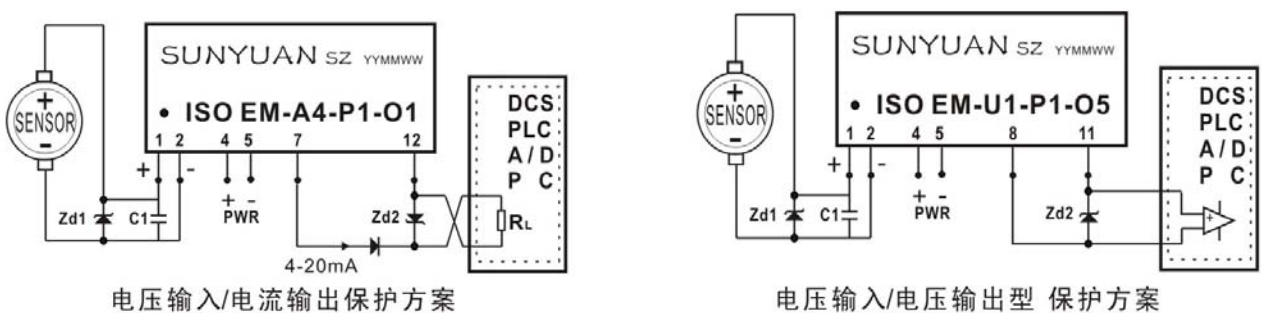 SUNYUAN SZ YYMMWW
• ISO EM-A4-P1-O1
1 2 4 5 7 12
+ -
+
SENSOR
-
Zd1
C1
+ -
PWR
Zd2
4-20mA
RL
DCS
PLC
A/D
P C
电压输入/电流输出保护方案
SUNYUAN SZ YYMMWW
• ISO EM-U1-P1-O5
1 2 4 5 8 11
+ -
+
SENSOR
-
Zd1
C1
+ -
PWR
Zd2
+
DCS
PLC
A/D
P C
电压输入/电压输出型 保护方案